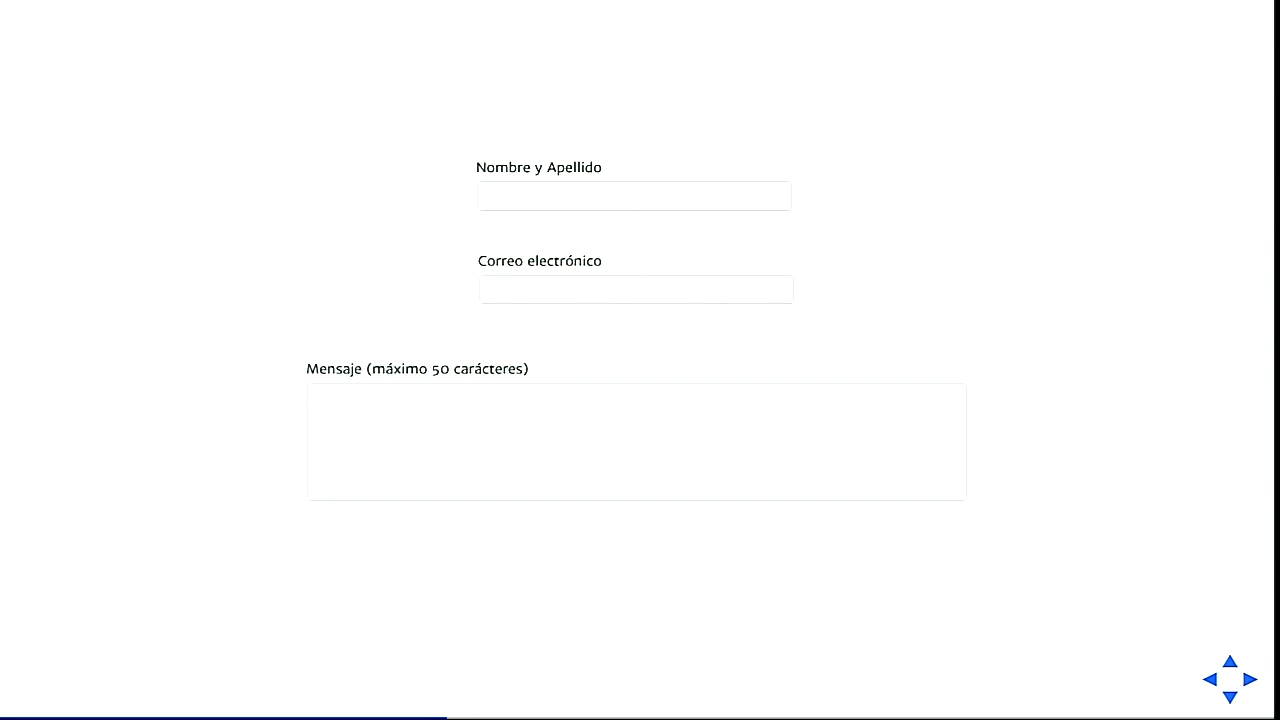 Nombre y Apellido
Correo electrónico
Mensaje (máximo 50 carácteres)